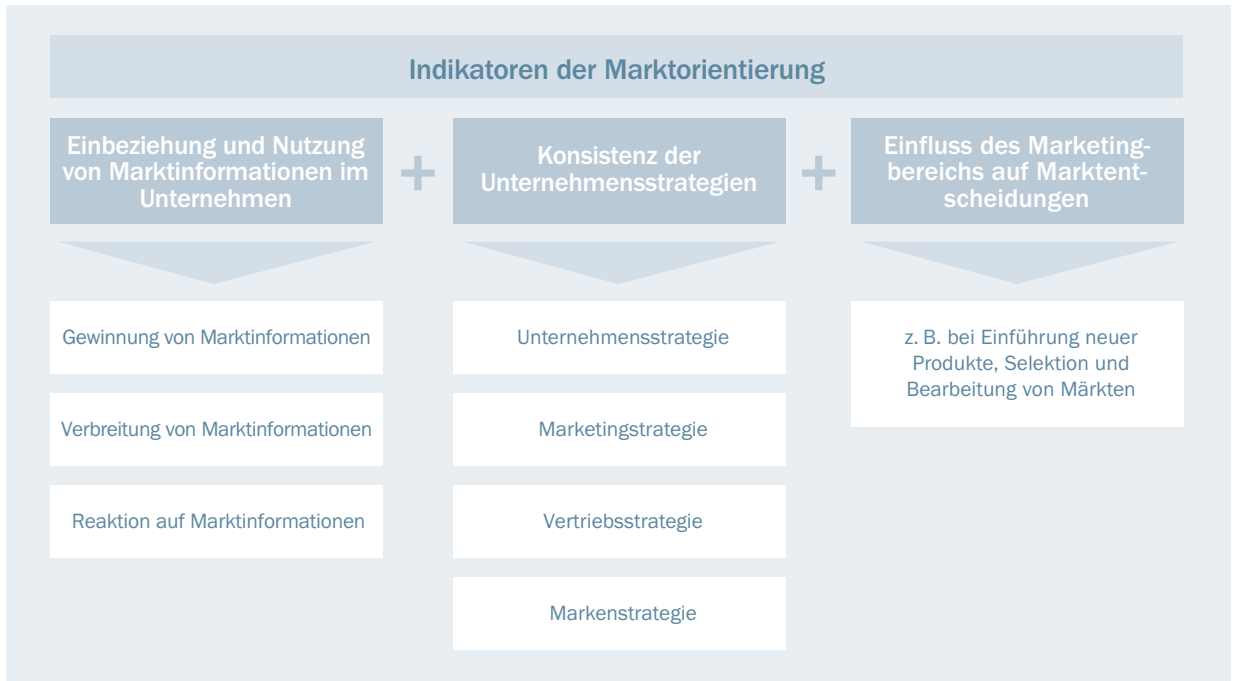 Indikatoren der Marktorientierung
Einbeziehung und Nutzung
von Marktinformationen im
Unternehmen
+
Konsistenz der
Unternehmensstrategien
+
Einfluss des Marketing-
bereichs auf Marktent-
scheidungen
Gewinnung von Marktinformationen
Verbreitung von Marktinformationen
Reaktion auf Marktinformationen
Unternehmensstrategie
Marketingstrategie
Vertriebsstrategie
Markenstrategie
z. B. bei Einführung neuer
Produkte, Selektion und
Bearbeitung von Märkten